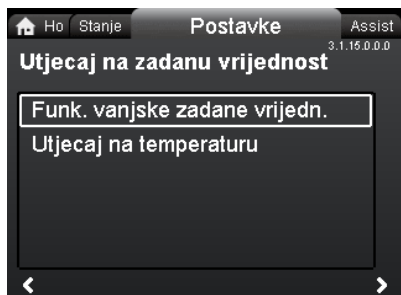 Ho Stanje Postavke Assist
3.1.15.0.0.0
Utjecaj na zadanu vrijednost
Funk. vanjske zadane vrijedn.
Utjecaj na temperaturu